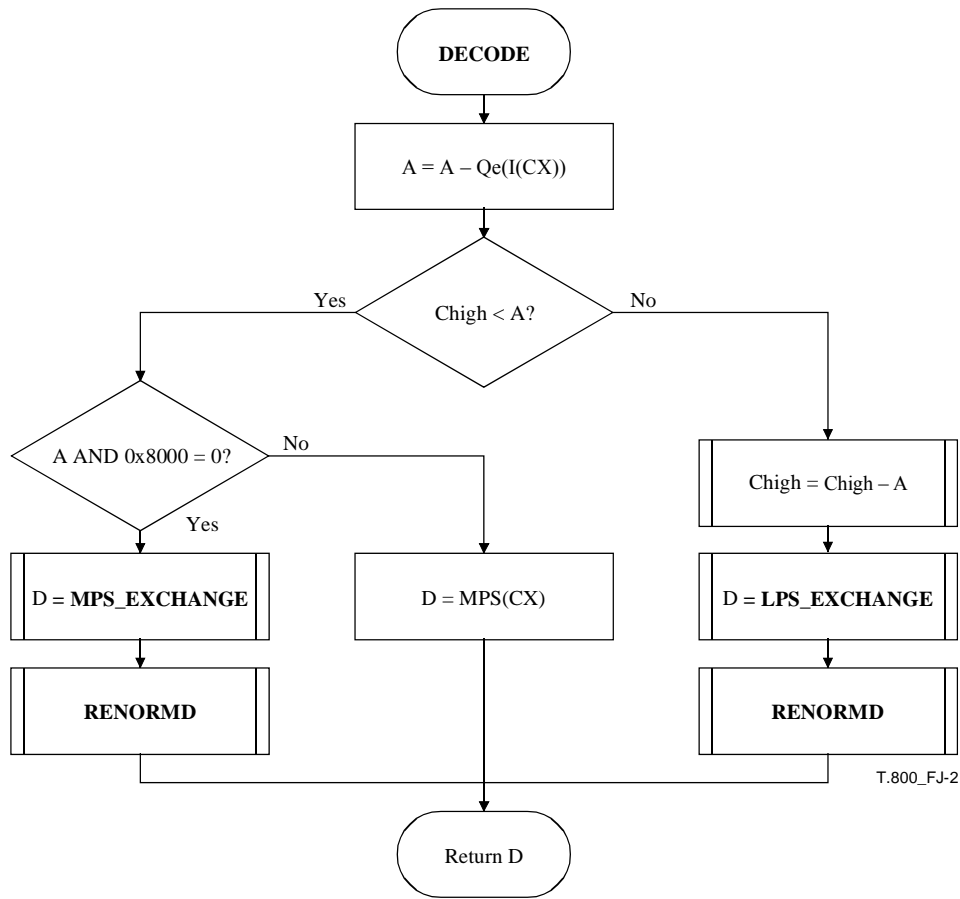 DECODE
A = A – Qe(I(CX))
Chigh < A?
Yes
No
A AND 0x8000 = 0?
No
Yes
Chigh = Chigh – A
D = MPS_EXCHANGE
D = MPS(CX)
D = LPS_EXCHANGE
RENORMD
RENORMD
T.800_FJ-2
Return D